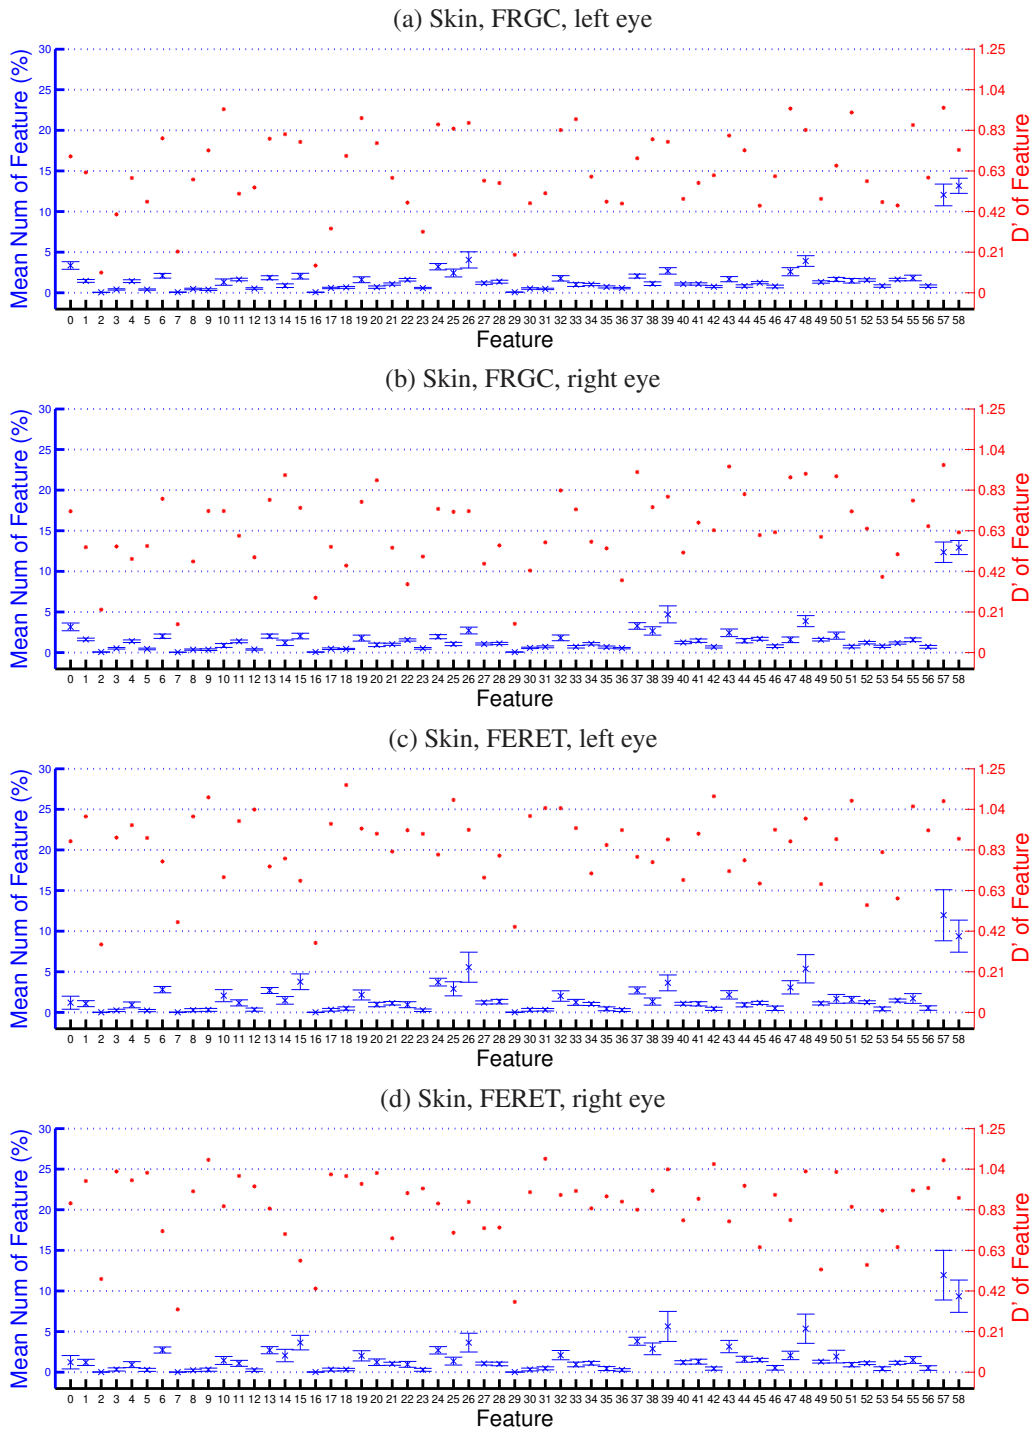 (a) Skin, FRGC, left eye
30 25 20 15 10 5 0
Mean Num of Feature (%)
1.25 1.04 0.83 0.63 0.42 0.21 0
D' of Feature
0 1 2 3 4 5 6 7 8 9 10 11 12 13 14 15 16 17 18 19 20 21 22 23 24 25 26 27 28 29 30 31 32 33 34 35 36 37 38 39 40 41 42 43 44 45 46 47 48 49 50 51 52 53 54 55 56 57 58
Feature
(b) Skin, FRGC, right eye
30 25 20 15 10 5 0
Mean Num of Feature (%)
1.25 1.04 0.83 0.63 0.42 0.21 0
D' of Feature
0 1 2 3 4 5 6 7 8 9 10 11 12 13 14 15 16 17 18 19 20 21 22 23 24 25 26 27 28 29 30 31 32 33 34 35 36 37 38 39 40 41 42 43 44 45 46 47 48 49 50 51 52 53 54 55 56 57 58
Feature
(c) Skin, FERET, left eye
30 25 20 15 10 5 0
Mean Num of Feature (%)
1.25 1.04 0.83 0.63 0.42 0.21 0
D' of Feature
0 1 2 3 4 5 6 7 8 9 10 11 12 13 14 15 16 17 18 19 20 21 22 23 24 25 26 27 28 29 30 31 32 33 34 35 36 37 38 39 40 41 42 43 44 45 46 47 48 49 50 51 52 53 54 55 56 57 58
Feature
(d) Skin, FERET, right eye
30 25 20 15 10 5 0
Mean Num of Feature (%)
1.25 1.04 0.83 0.63 0.42 0.21 0
D' of Feature
0 1 2 3 4 5 6 7 8 9 10 11 12 13 14 15 16 17 18 19 20 21 22 23 24 25 26 27 28 29 30 31 32 33 34 35 36 37 38 39 40 41 42 43 44 45 46 47 48 49 50 51 52 53 54 55 56 57 58
Feature